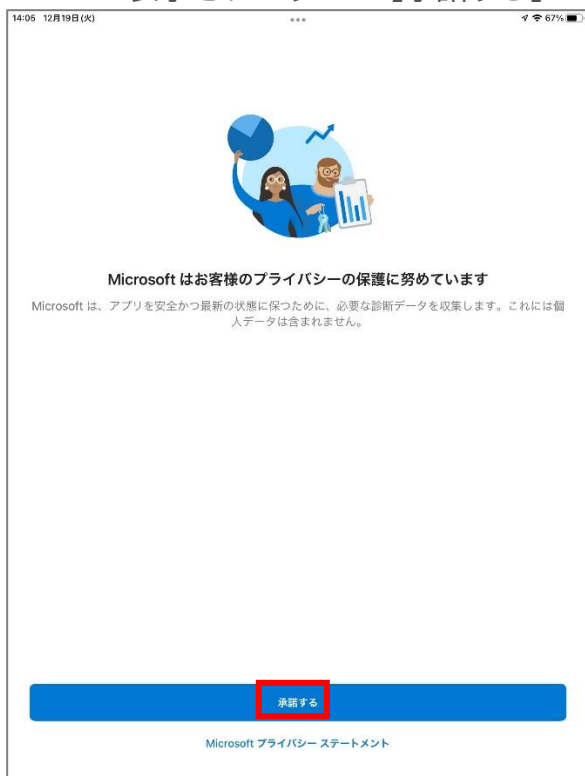 14:05 12月19日(火)
67%
Microsoft はお客様のプライバシーの保護に努めています
Microsoft は、アプリを安全かつ最新の状態に保つために、必要な診断データを収集します。これには個
人データは含まれません。
承諾する
Microsoft プライバシー ステートメント